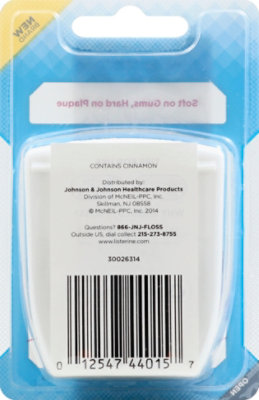 NEW
BRAND
Soft on Gums, Hard on Plaque
CONTAINS CINNAMON
Distributed by:
Johnson & Johnson Healthcare Products
Division of McNEIL-PPC, Inc.
Skillman, NJ 08558
© McNEIL-PPC, Inc. 2014
Questions? 866-JNJ-FLOSS
Outside US, dial collect 215-273-8755
www.listerine.com
30026314
0 12547 44015 7
OPEN